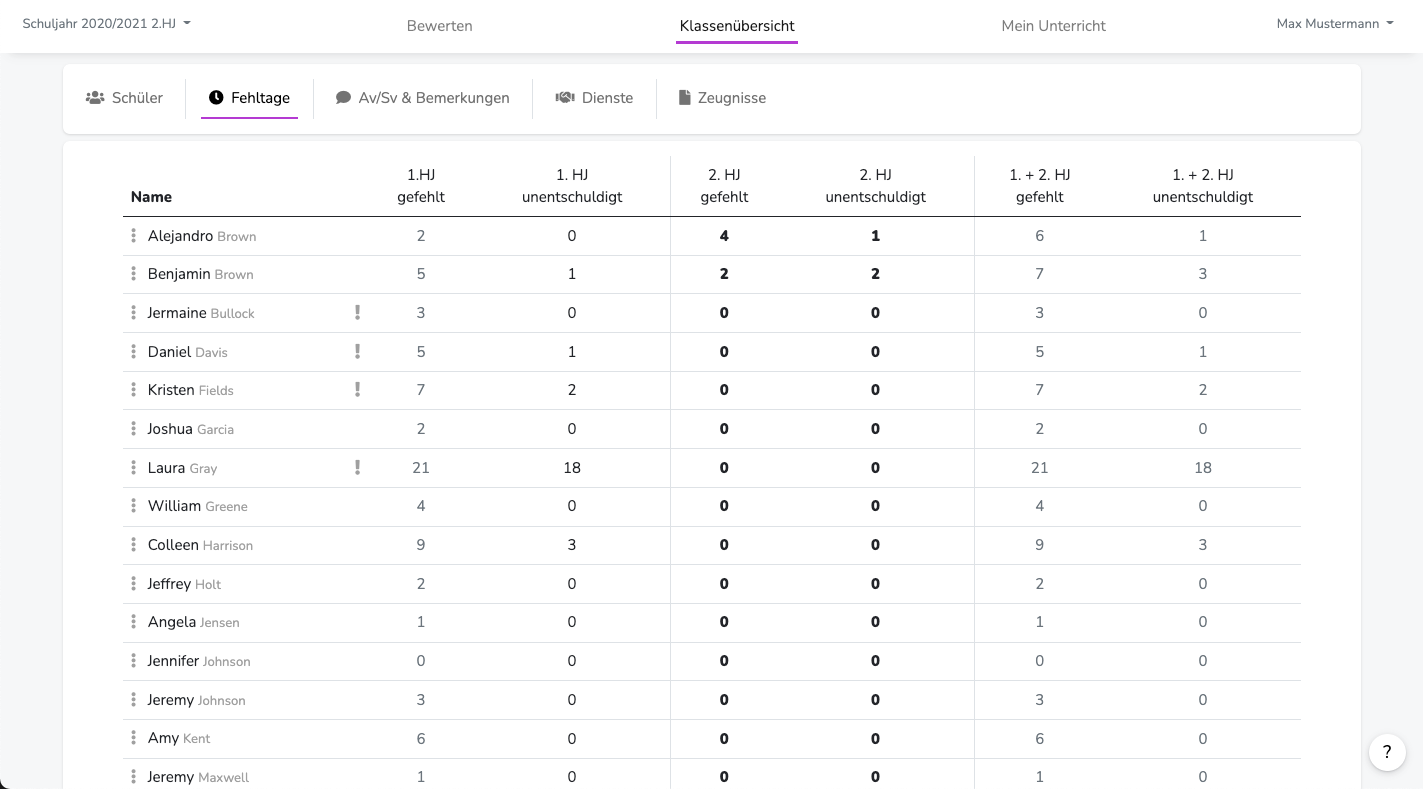 Schuljahr 2020/2021 2.HJ Bewerten Klassenübersicht Mein Unterricht Max Mustermann
Schüler Fehltage Av/Sv & Bemerkungen Dienste Zeugnisse
1.HJ 1. HJ 2. HJ 2. HJ 1. + 2. HJ 1. + 2. HJ
Name gefehlt unentschuldigt gefehlt unentschuldigt gefehlt unentschuldigt
Alejandro Brown 2 0 4 1 6 1
Benjamin Brown 5 1 2 2 7 3
Jermaine Bullock ! 3 0 0 0 3 0
Daniel Davis ! 5 1 0 0 5 1
Kristen Fields ! 7 2 0 0 7 2
Joshua Garcia 2 0 0 0 2 0
Laura Gray ! 21 18 0 0 21 18
William Greene 4 0 0 0 4 0
Colleen Harrison 9 3 0 0 9 3
Jeffrey Holt 2 0 0 0 2 0
Angela Jensen 1 0 0 0 1 0
Jennifer Johnson 0 0 0 0 0 0
Jeremy Johnson 3 0 0 0 3 0
Amy Kent 6 0 0 0 6 0
Jeremy Maxwell 1 0 0 0 1 0
?